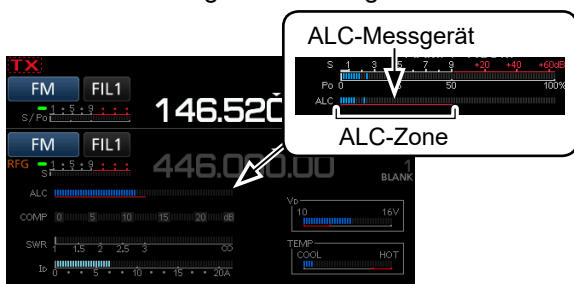 ALC-Messgerät
S 1 3 5 7 9 +20 +40 +60dB
Po 0 50 100%
ALC
ALC-Zone
TX
FM FIL1
S/Po 1 5 9
146.520
FM FIL1
RFG
S 1 5 9
446.000.00
1
BLANK
ALC
COMP 0 5 10 15 20 dB
SWR 1 1.5 2 2.5 3 ∞
ID 0 5 10 15 20A
VD
10 16V
TEMP
COOL HOT